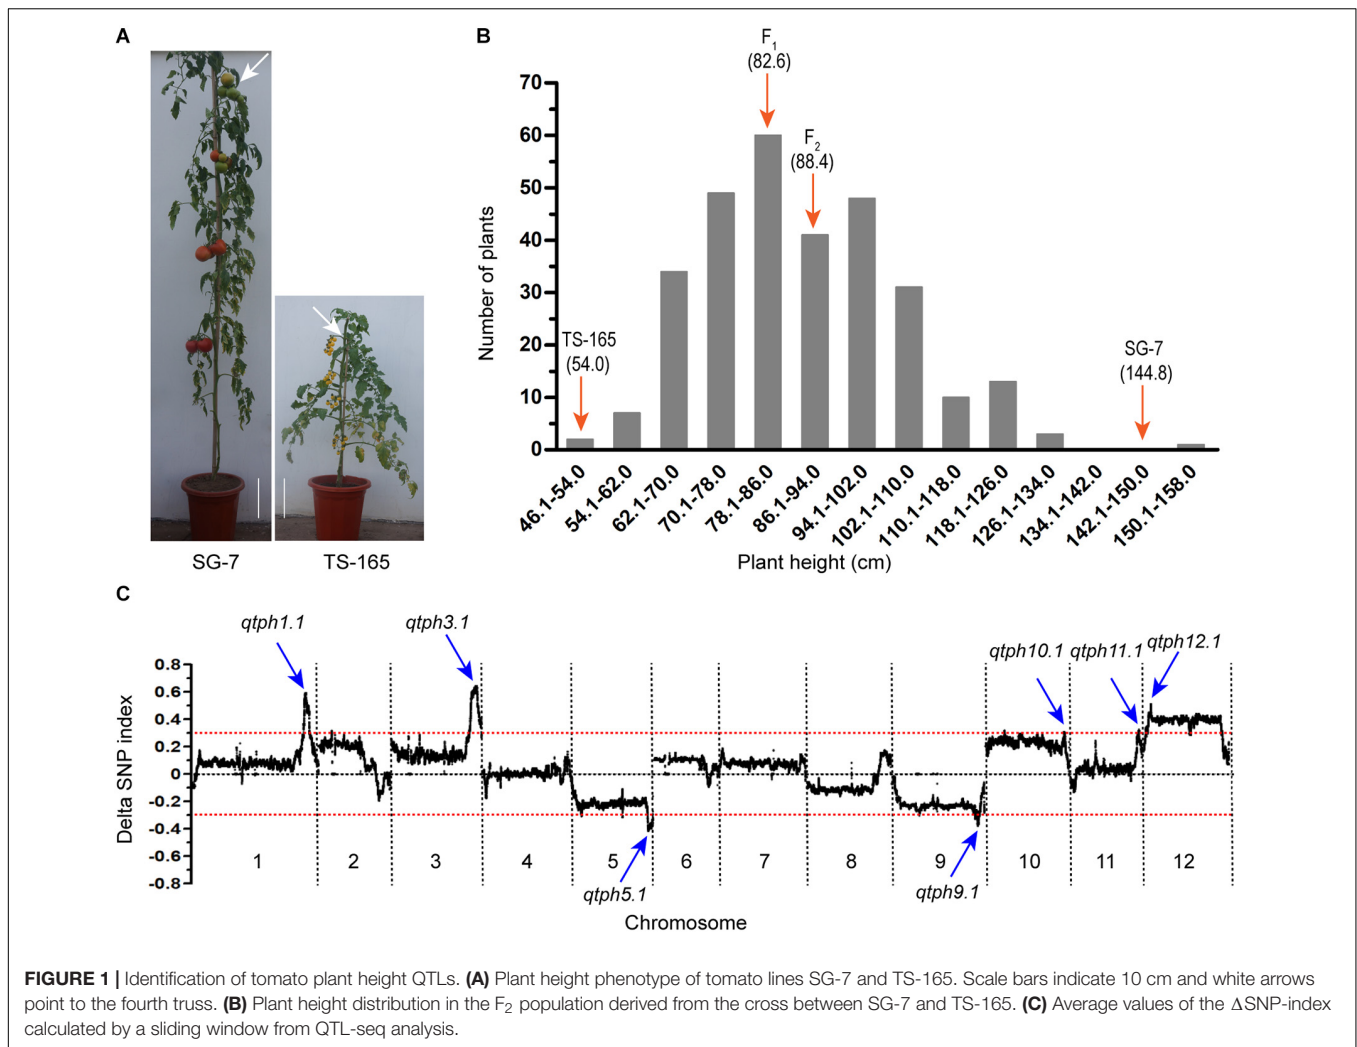 A
SG-7
TS-165
B
F1
(82.6)
F2
(88.4)
TS-165
(54.0)
SG-7
(144.8)
Number of plants
70
60
50
40
30
20
10
0
46.1-54.0
54.1-62.0
62.1-70.0
70.1-78.0
78.1-86.0
86.1-94.0
94.1-102.0
102.1-110.0
110.1-118.0
118.1-126.0
126.1-134.0
134.1-142.0
142.1-150.0
150.1-158.0
Plant height (cm)
C
qtph1.1
qtph3.1
qtph10.1
qtph11.1
qtph12.1
Delta SNP index
0.8
0.6
0.4
0.2
0
-0.2
-0.4
-0.6
-0.8
1 2 3 4 5 6 7 8 9 10 11 12
qtph5.1
qtph9.1
Chromosome
FIGURE 1 | Identification of tomato plant height QTLs. (A) Plant height phenotype of tomato lines SG-7 and TS-165. Scale bars indicate 10 cm and white arrows
point to the fourth truss. (B) Plant height distribution in the F2 population derived from the cross between SG-7 and TS-165. (C) Average values of the ΔSNP-index
calculated by a sliding window from QTL-seq analysis.